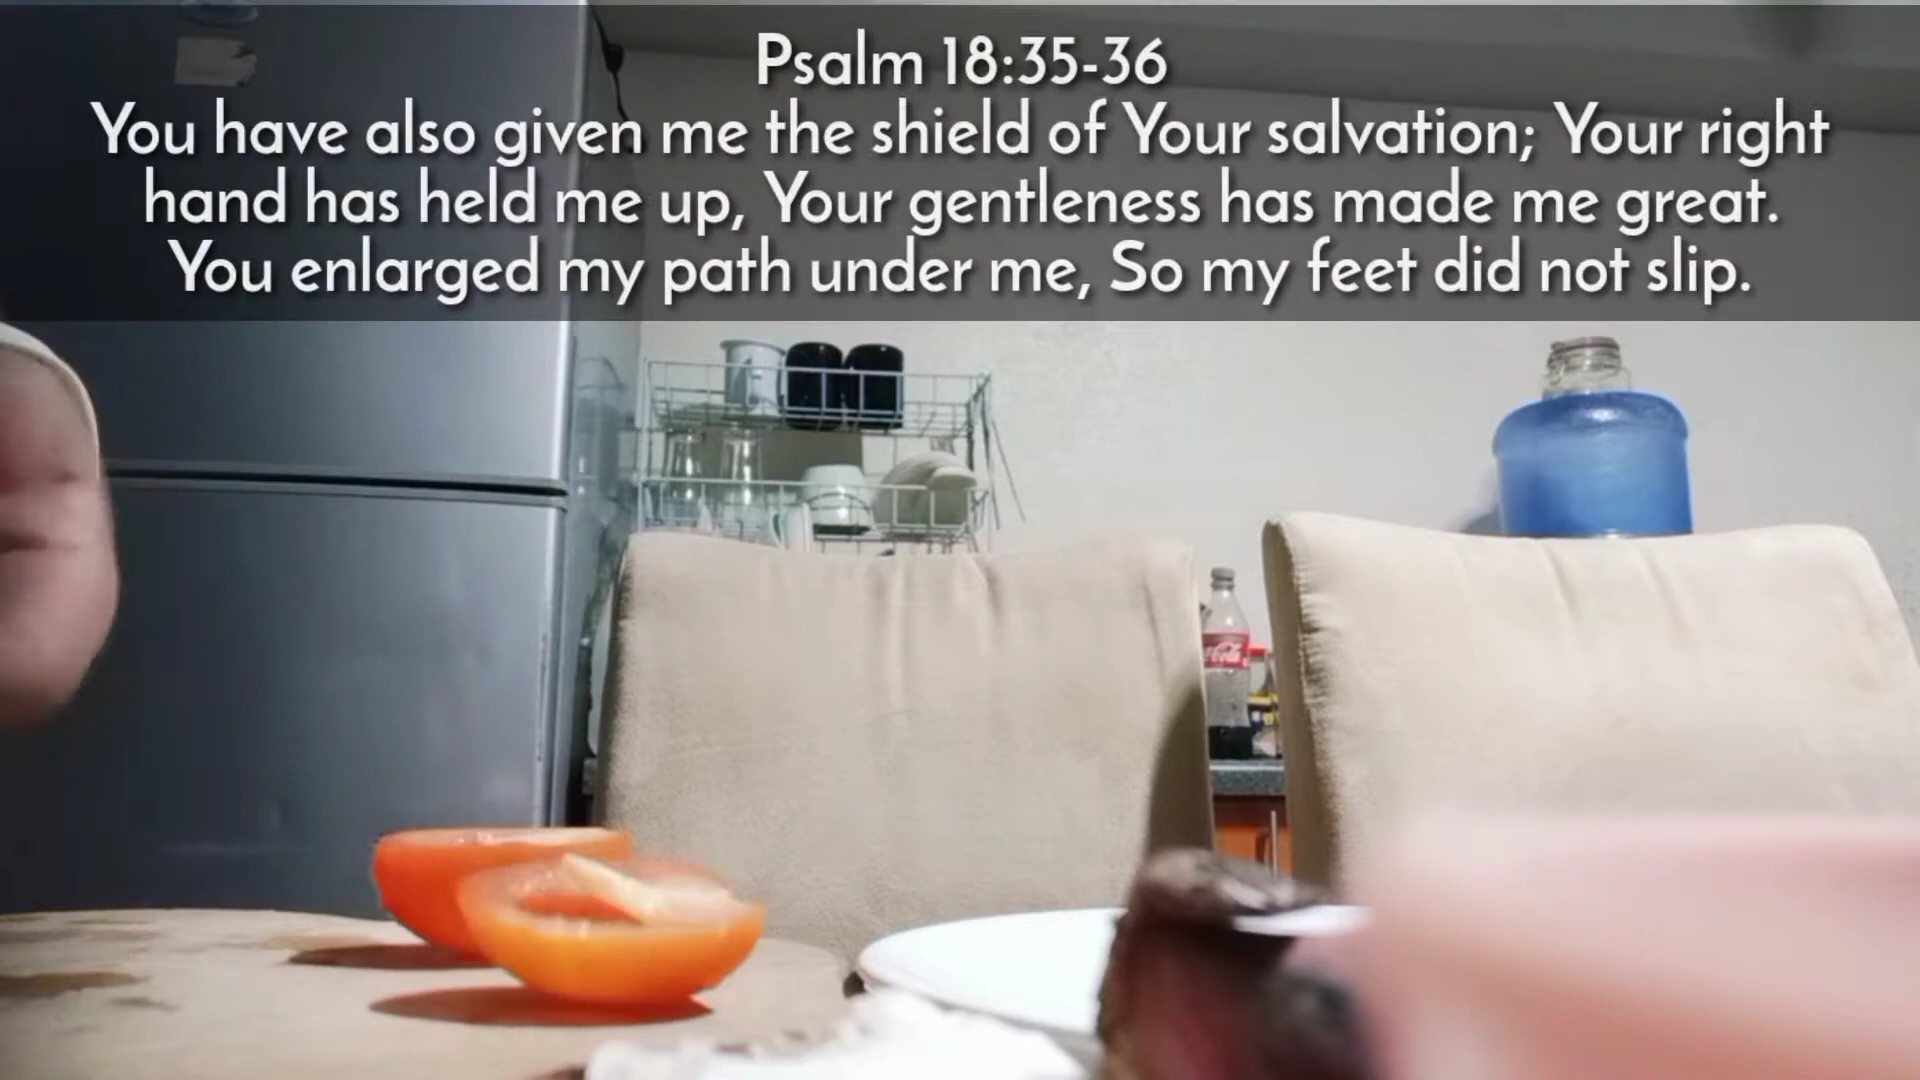 Psalm 18:35-36
You have also given me the shield of Your salvation; Your right
hand has held me up, Your gentleness has made me great.
You enlarged my path under me, So my feet did not slip.
Coca-Cola